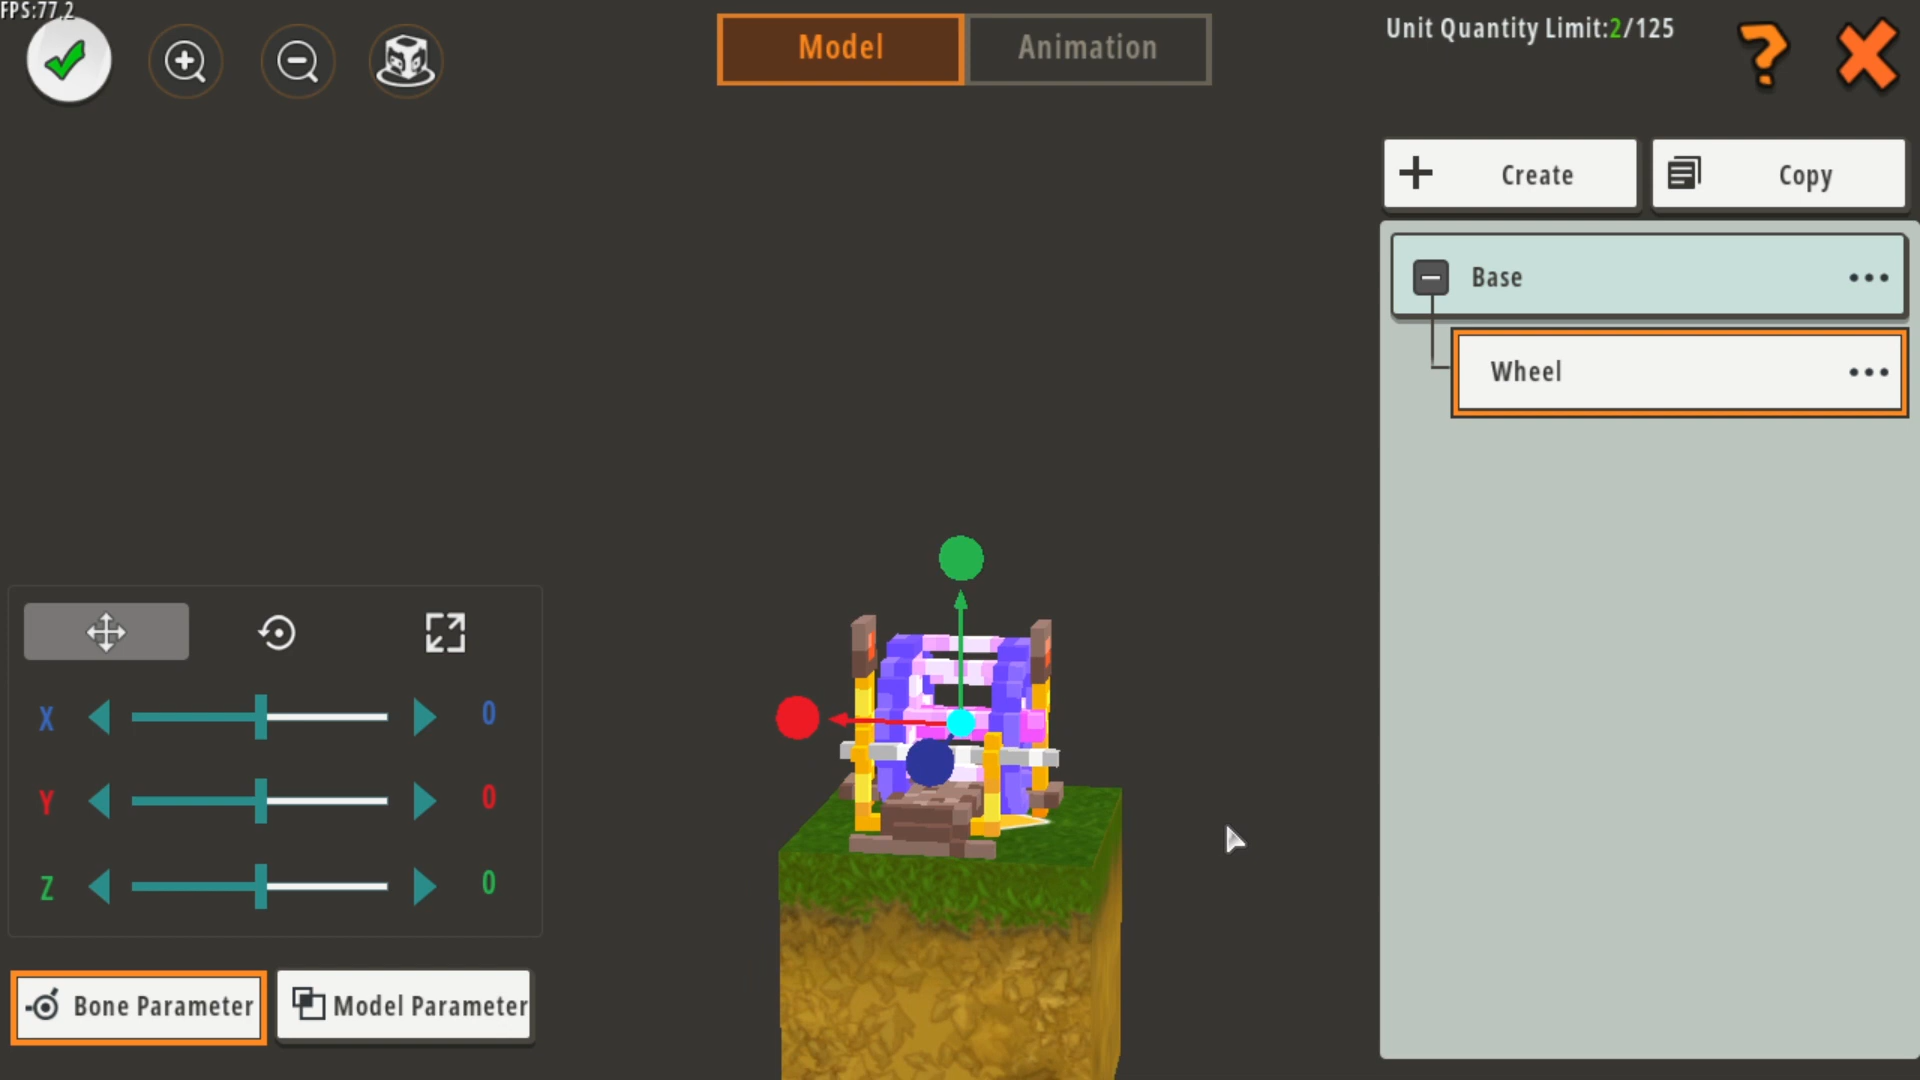 FPS:77,2
Model
Animation
Unit Quantity Limit:2/125
Create
Copy
Base
Wheel
X
0
Y
0
Z
0
Bone Parameter
Model Parameter